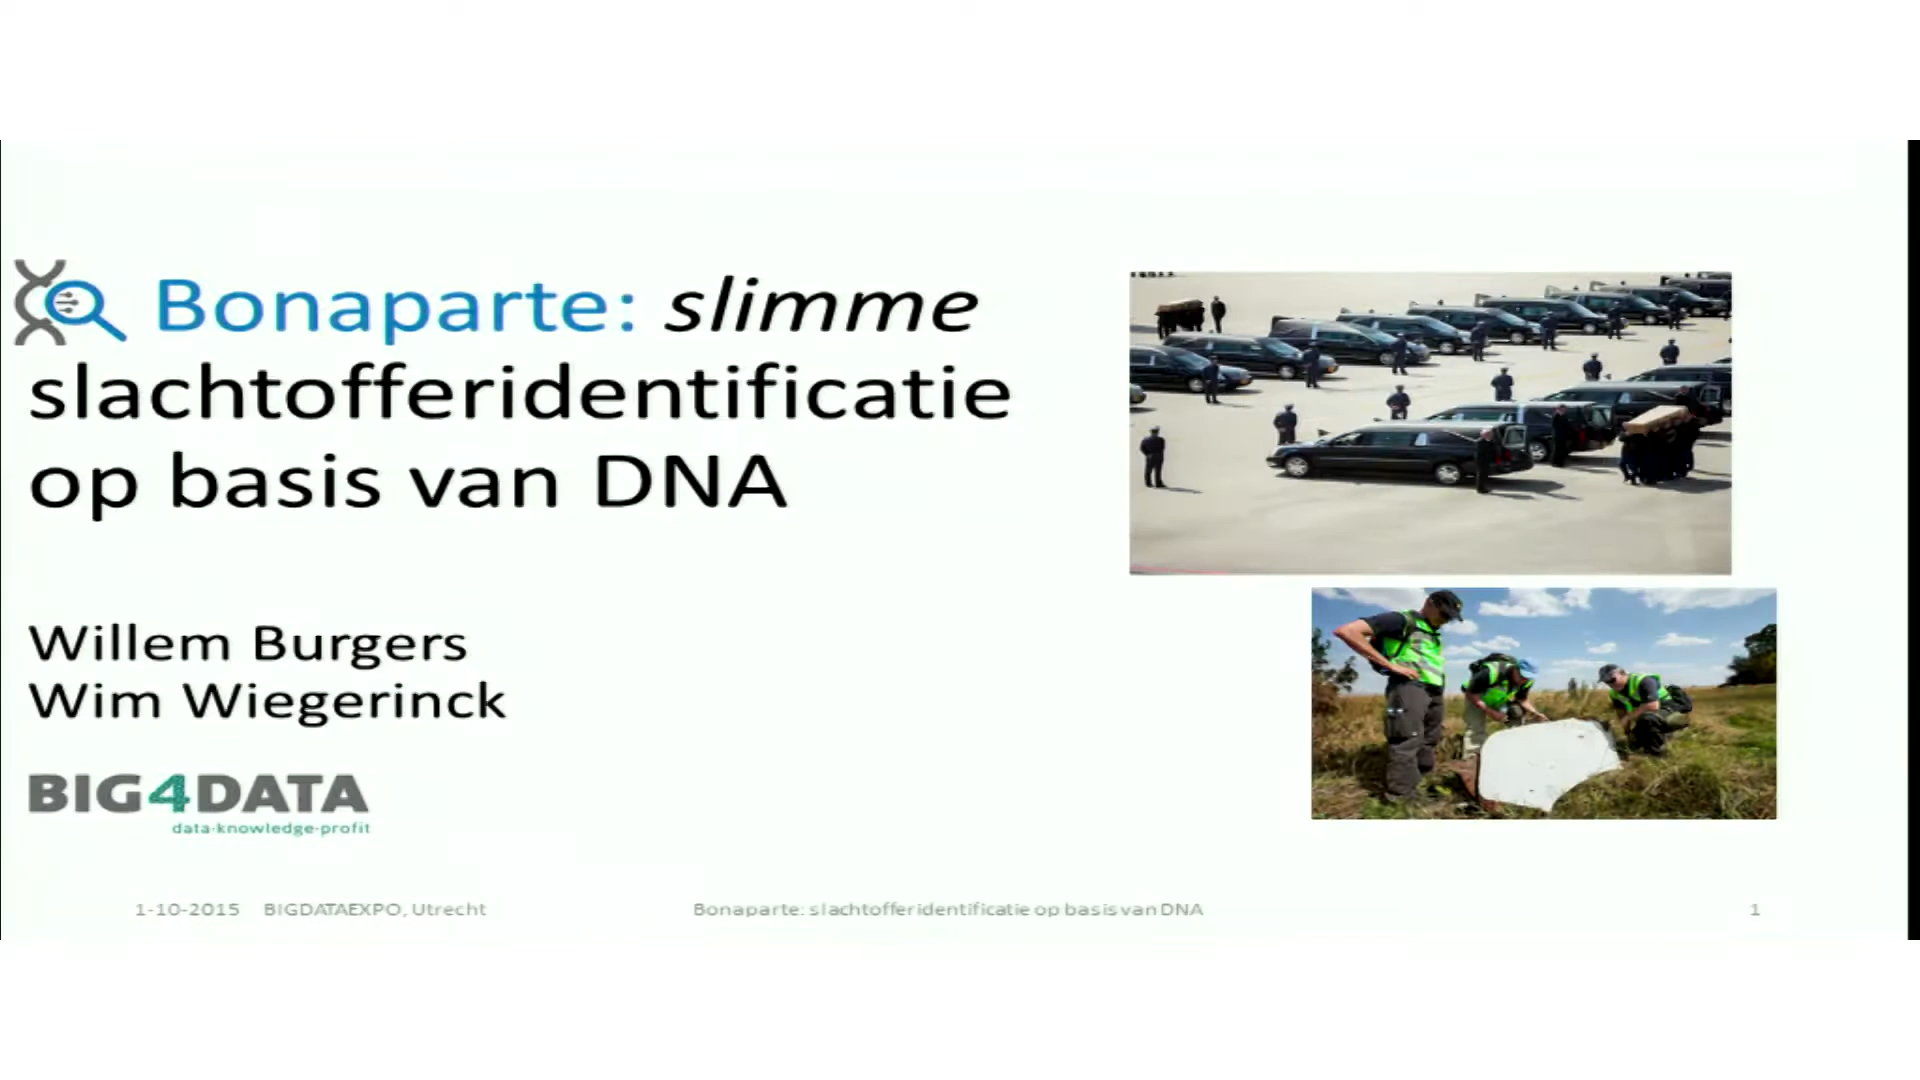 Bonaparte: slimme
slachtofferidentificatie
op basis van DNA
Willem Burgers
Wim Wiegerinck
BIG4DATA
data·knowledge·profit
1-10-2015 BIGDATAEXPO, Utrecht
Bonaparte: slachtofferidentificatie op basis van DNA
1